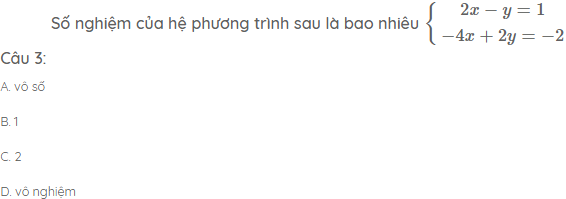 Số nghiệm của hệ phương trình sau là bao nhiêu { 2x − y = 1
−4x + 2y = −2
Câu 3:
A. vô số
B. 1
C. 2
D. vô nghiệm